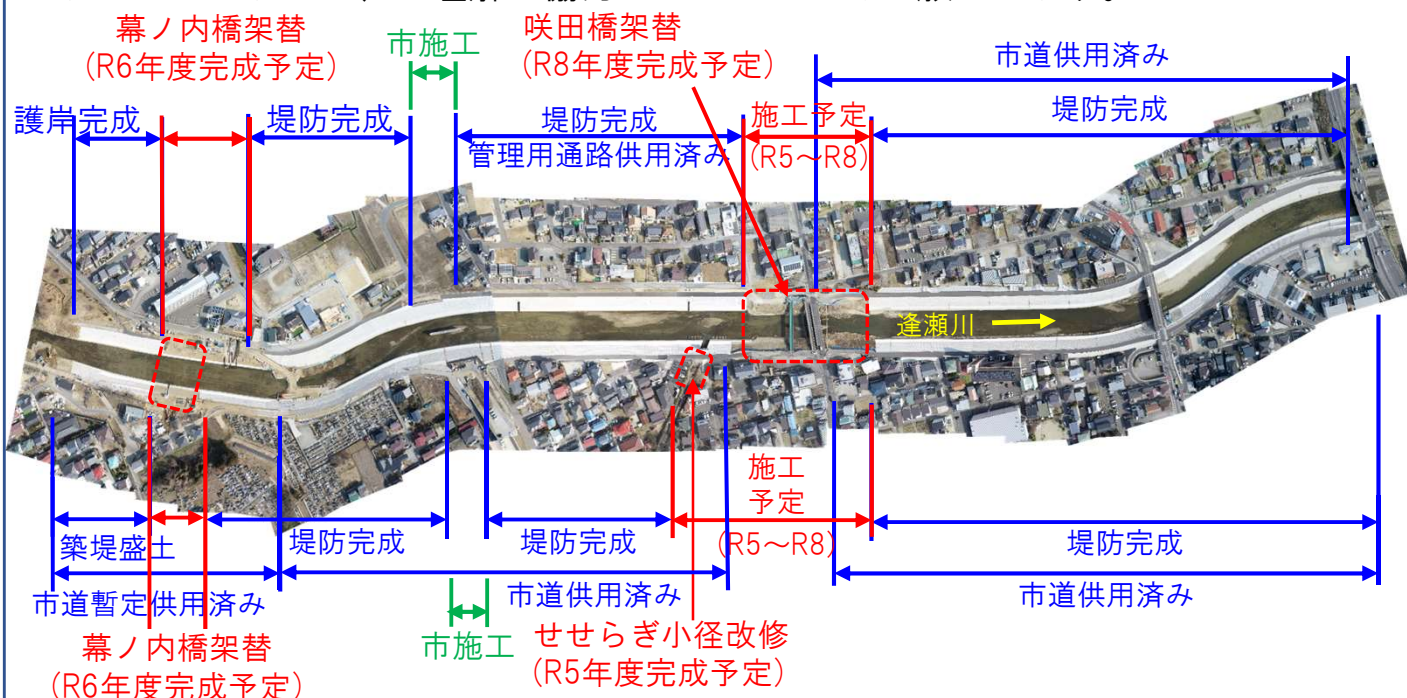 幕ノ内橋架替
(R6年度完成予定)
市施工
咲田橋架替
(R8年度完成予定)
市道供用済み
護岸完成
堤防完成
堤防完成
管理用通路供用済み
施工予定
(R5～R8)
堤防完成
逢瀬川
築堤盛土
市道暫定供用済み
堤防完成
堤防完成
施工
予定
(R5～R8)
堤防完成
市道供用済み
市道供用済み
幕ノ内橋架替
(R6年度完成予定)
市施工
せせらぎ小径改修
(R5年度完成予定)